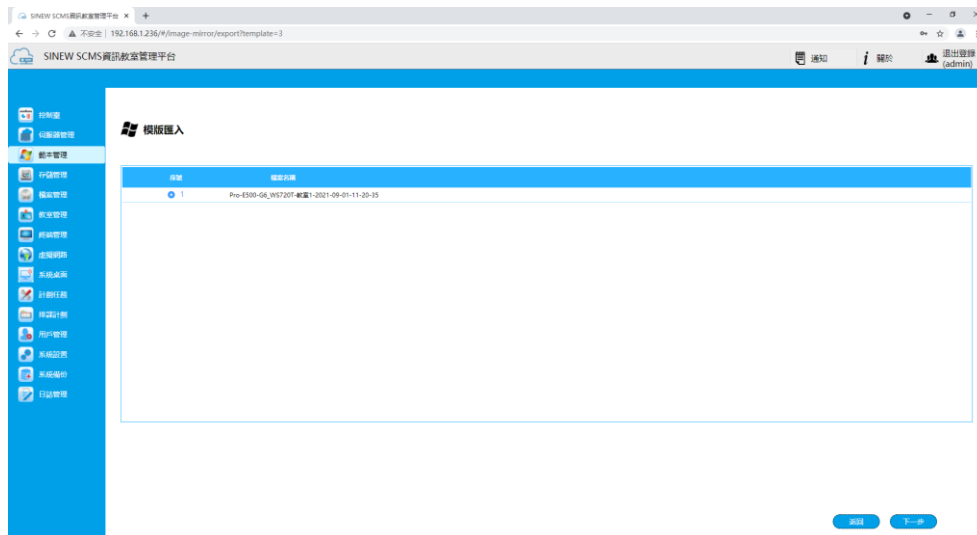 SINEW SCMS資訊教室管理平台
不安全 | 192.168.1.236/#/image-mirror/export?template=3
SINEW SCMS資訊教室管理平台
通知
關於
退出登錄
(admin)
控制臺
伺服器管理
範本管理
存儲管理
檔案管理
教室管理
終端管理
虛擬網路
系統桌面
計劃任務
排課計劃
用戶管理
系統設置
系統備份
日誌管理
模版匯入
序號 檔案名稱
1 Pro-E500-G6_WS720T-教室1-2021-09-01-11-20-35
返回
下一步